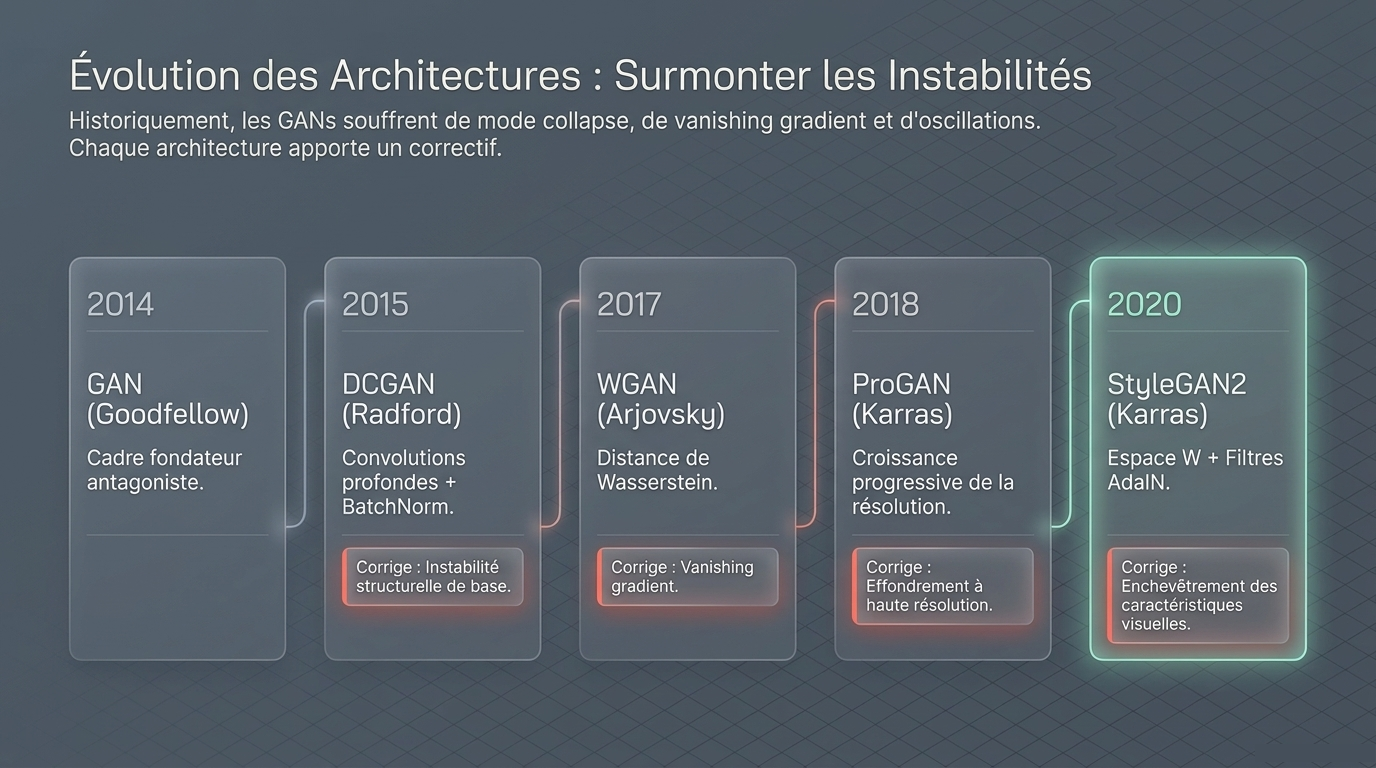 Évolution des Architectures : Surmonter les Instabilités
Historiquement, les GANs souffrent de mode collapse, de vanishing gradient et d'oscillations.
Chaque architecture apporte un correctif.
2014
GAN
(Goodfellow)
Cadre fondateur
antagoniste.
2015
DCGAN
(Radford)
Convolutions
profondes +
BatchNorm.
Corrige : Instabilité
structurelle de base.
2017
WGAN
(Arjovsky)
Distance de
Wasserstein.
Corrige : Vanishing
gradient.
2018
ProGAN
(Karras)
Croissance
progressive de la
résolution.
Corrige :
Effondrement à
haute résolution.
2020
StyleGAN2
(Karras)
Espace W + Filtres
AdaIN.
Corrige :
Enchevêtrement des
caractéristiques
visuelles.